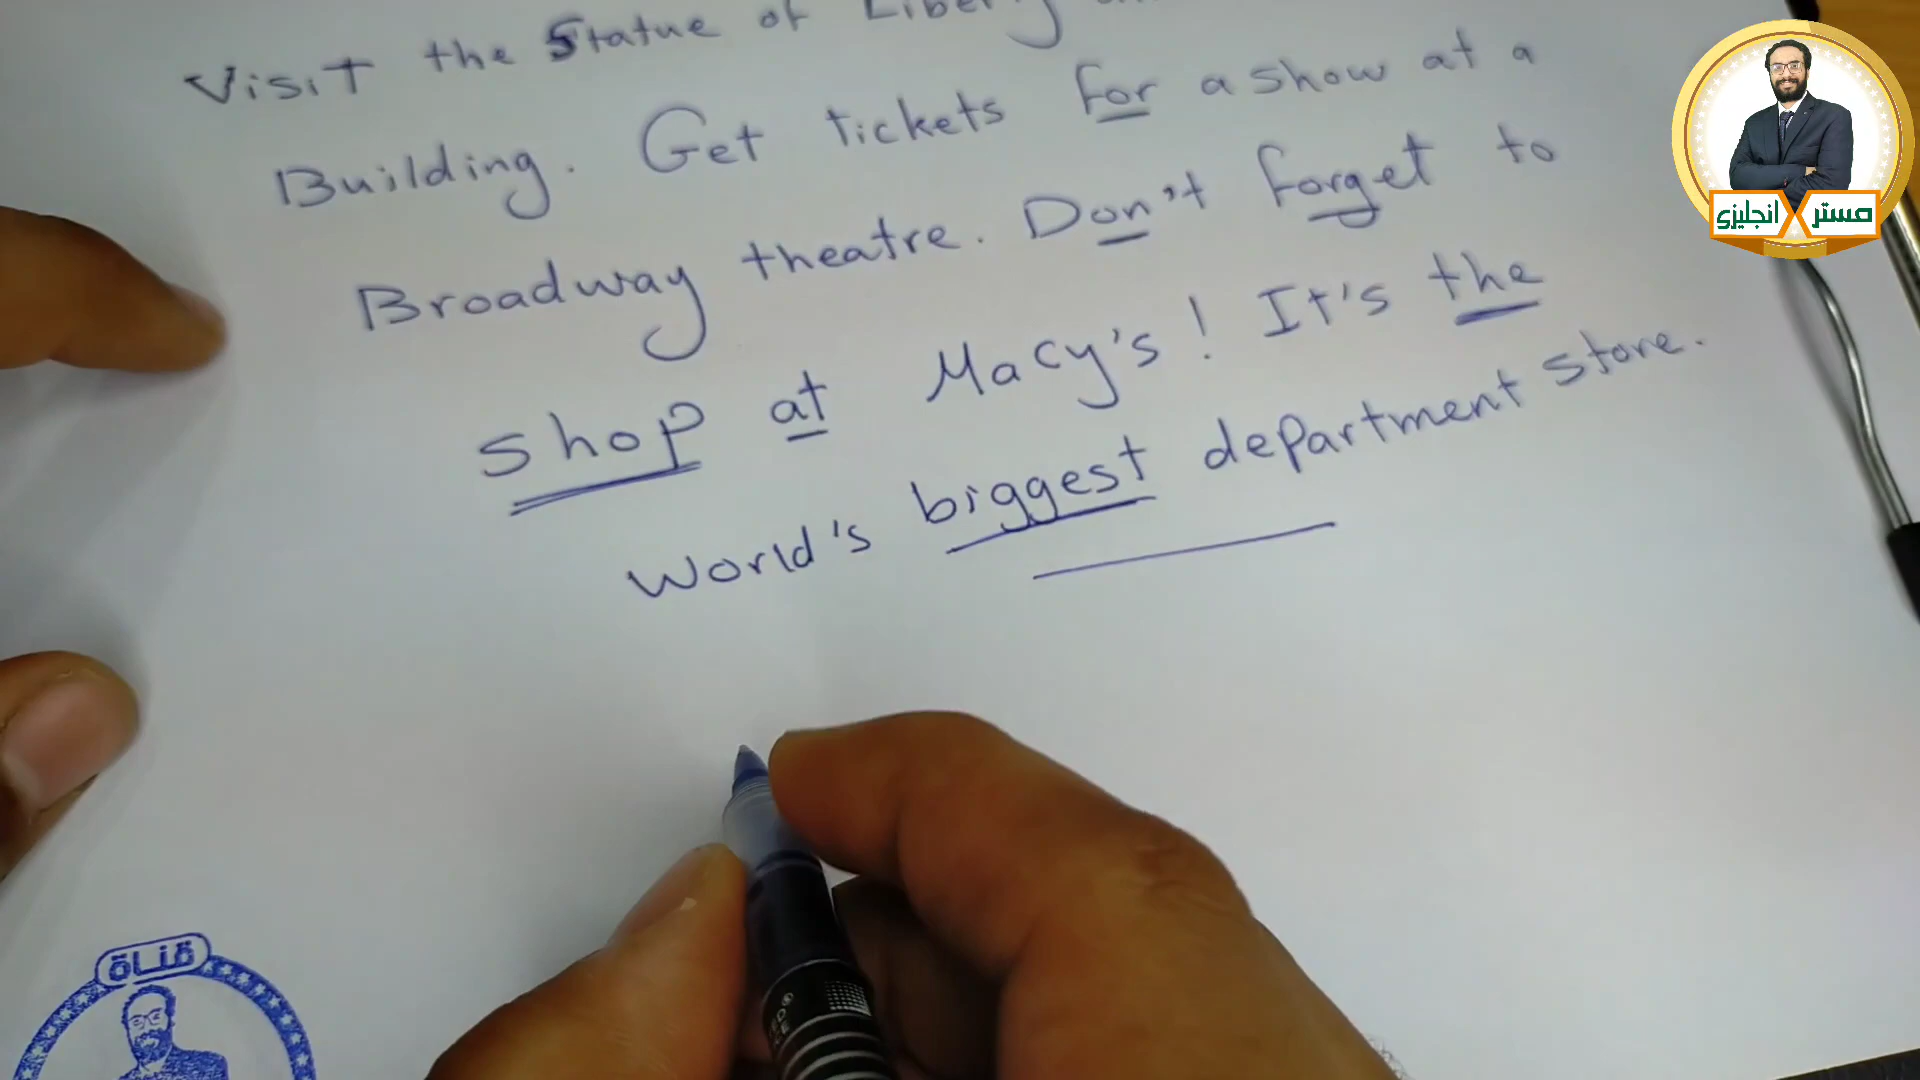 Visit the Statue of Liberty
Building. Get tickets for a show at a
Broadway theatre. Don't forget to
shop at Macy's! It's the
World's biggest department store.
مستر X انجليزي
قناة